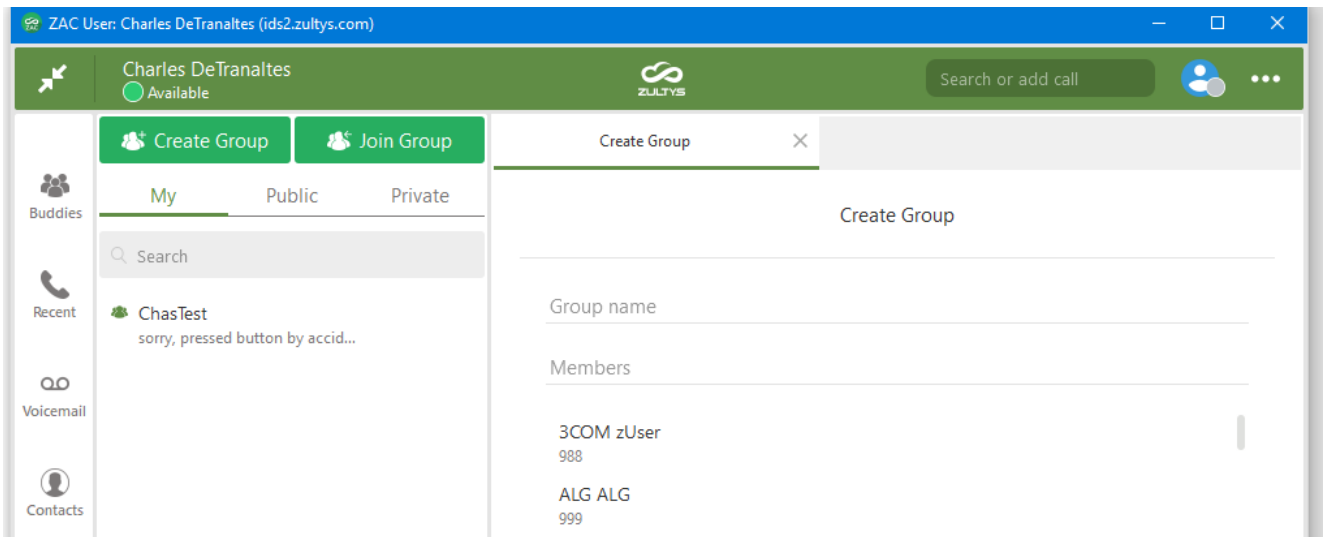 ZAC User: Charles DeTranaltes (ids2.zultys.com)
Charles DeTranaltes
Available
ZULTYS
Search or add call
Create Group
Join Group
My Public Private
Search
ChasTest
sorry, pressed button by accid...
Buddies
Recent
Voicemail
Contacts
Create Group
Create Group
Group name
Members
3COM zUser
988
ALG ALG
999